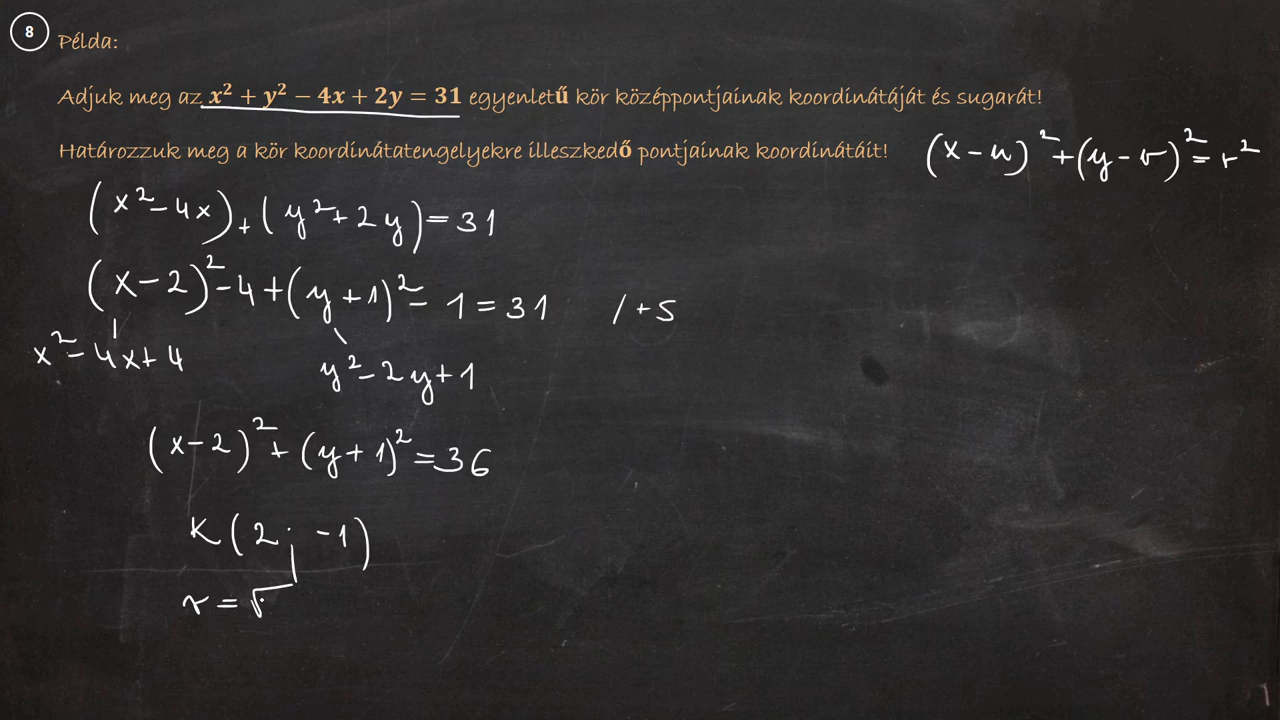 8
Példa:
Adjuk meg az x² + y² − 4x + 2y = 31 egyenletű kör középpontjainak koordinátáját és sugarát!
Határozzuk meg a kör koordinátatengelyekre illeszkedő pontjainak koordinátáit!
(x-u)²+(y-v)²=r²
(x²-4x)+(y²+2y)=31
(x-2)²-4+(y+1)²-1=31 /+5
x²-4x+4
y²-2y+1
(x-2)²+(y+1)²=36
K(2; -1)
r=√